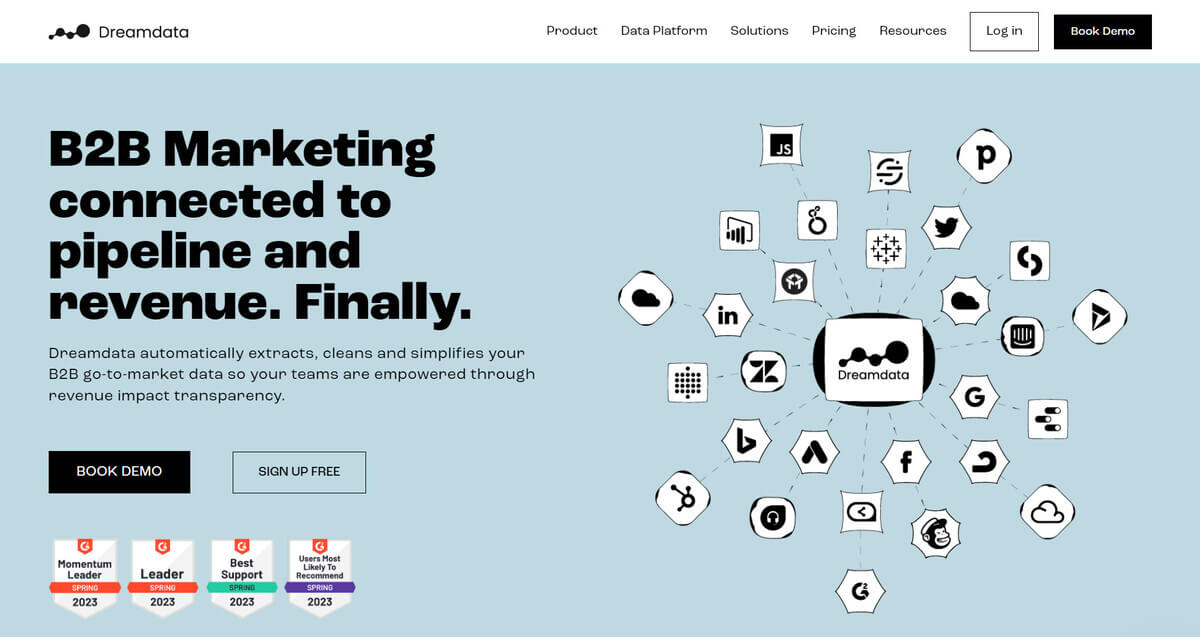 Dreamdata
Product
Data Platform
Solutions
Pricing
Resources
Log in
Book Demo
B2B Marketing
connected to
pipeline and
revenue. Finally.
Dreamdata automatically extracts, cleans and simplifies your
B2B go-to-market data so your teams are empowered through
revenue impact transparency.
BOOK DEMO
SIGN UP FREE
Momentum
Leader
SPRING
2023
Leader
SPRING
2023
Best
Support
SPRING
2023
Users Most
Likely To
Recommend
SPRING
2023
JS
p
in
Dreamdata
G
b
f
G2